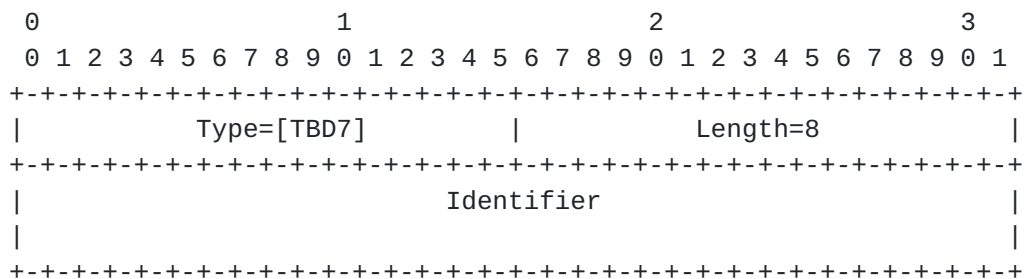 0                   1                   2                   3
 0 1 2 3 4 5 6 7 8 9 0 1 2 3 4 5 6 7 8 9 0 1 2 3 4 5 6 7 8 9 0 1
+-+-+-+-+-+-+-+-+-+-+-+-+-+-+-+-+-+-+-+-+-+-+-+-+-+-+-+-+-+-+-+-+
|           Type=[TBD7]         |           Length=8            |
+-+-+-+-+-+-+-+-+-+-+-+-+-+-+-+-+-+-+-+-+-+-+-+-+-+-+-+-+-+-+-+-+
|                           Identifier                          |
|                                                               |
+-+-+-+-+-+-+-+-+-+-+-+-+-+-+-+-+-+-+-+-+-+-+-+-+-+-+-+-+-+-+-+-+